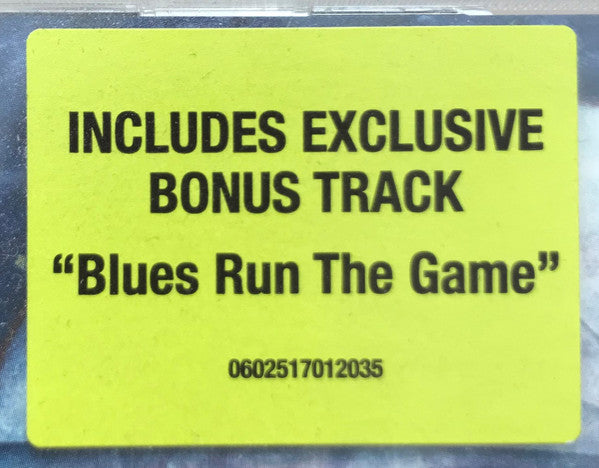 INCLUDES EXCLUSIVE
BONUS TRACK
“Blues Run The Game”
0602517012035